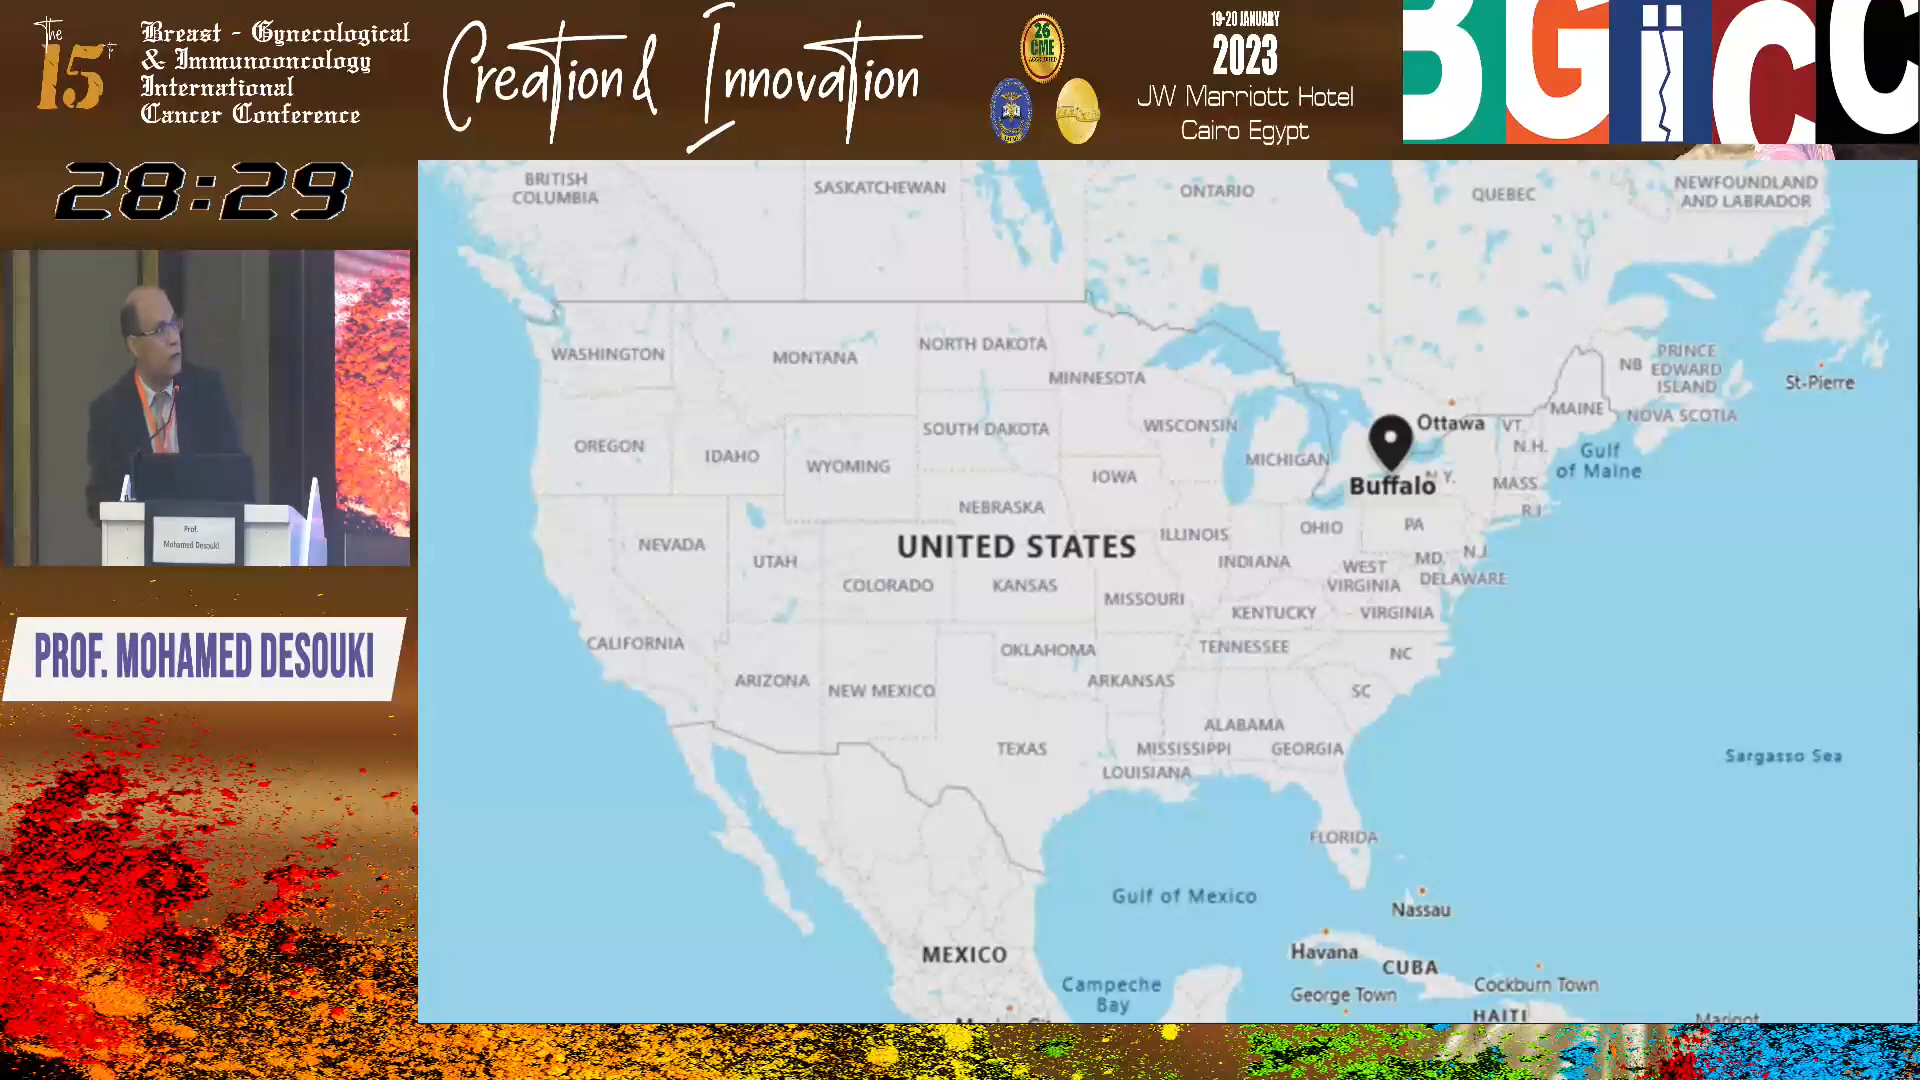 The
15th
Breast - Gynecological
& Immunooncology
International
Cancer Conference
Creation & Innovation
26
CME
ACCREDITED
19-20 JANUARY
2023
JW Marriott Hotel
Cairo Egypt
BGiCC
28:29
Prof.
Mohamed Desouki
PROF. MOHAMED DESOUKI
BRITISH
COLUMBIA
SASKATCHEWAN
ONTARIO
QUEBEC
NEWFOUNDLAND
AND LABRADOR
WASHINGTON
MONTANA
NORTH DAKOTA
MINNESOTA
NB
PRINCE
EDWARD
ISLAND
St-Pierre
OREGON
IDAHO
WYOMING
SOUTH DAKOTA
WISCONSIN
MICHIGAN
Ottawa
VT.
N.H.
MAINE
NOVA SCOTIA
Gulf
of Maine
Buffalo
N.Y.
MASS
R.I.
IOWA
NEBRASKA
NEVADA
UTAH
UNITED STATES
ILLINOIS
INDIANA
OHIO
PA
N.J.
MD.
DELAWARE
WEST
VIRGINIA
COLORADO
KANSAS
MISSOURI
KENTUCKY
VIRGINIA
CALIFORNIA
ARIZONA
NEW MEXICO
OKLAHOMA
ARKANSAS
TENNESSEE
NC
SC
TEXAS
LOUISIANA
MISSISSIPPI
ALABAMA
GEORGIA
Sargasso Sea
FLORIDA
Gulf of Mexico
Nassau
MEXICO
Havana
CUBA
Campeche
Bay
George Town
Cockburn Town
HAITI